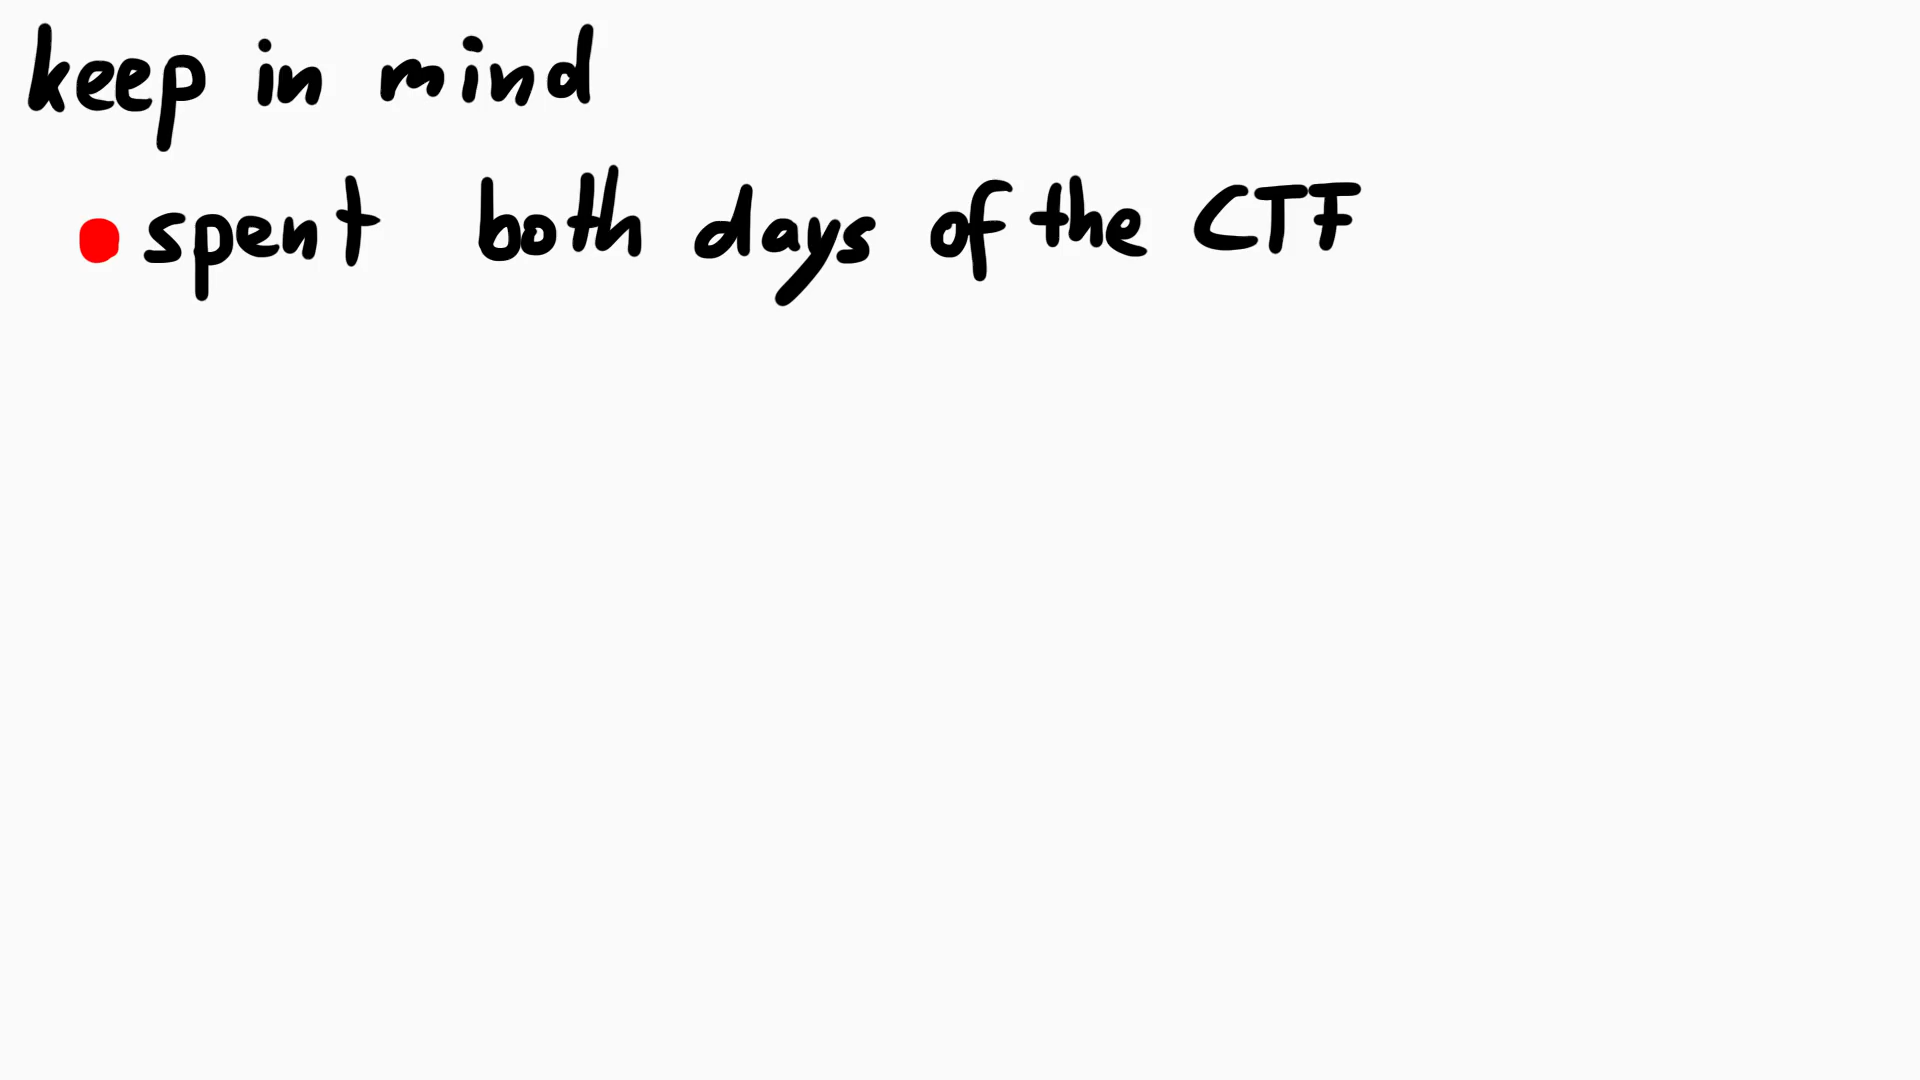 keep in mind
spent both days of the CTF